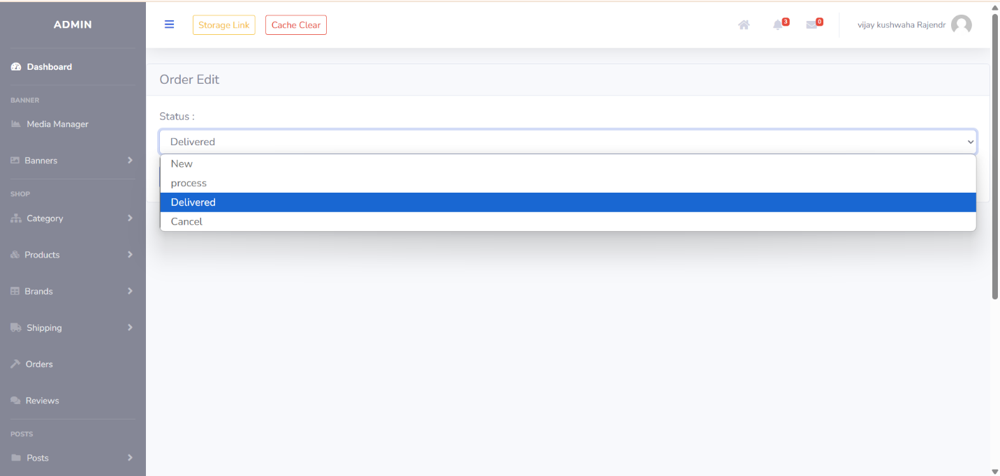 ADMIN
Dashboard
BANNER
Media Manager
Banners
SHOP
Category
Products
Brands
Shipping
Orders
Reviews
POSTS
Posts
Storage Link
Cache Clear
3
0
vijay kushwaha Rajendr
Order Edit
Status :
Delivered
New
process
Delivered
Cancel